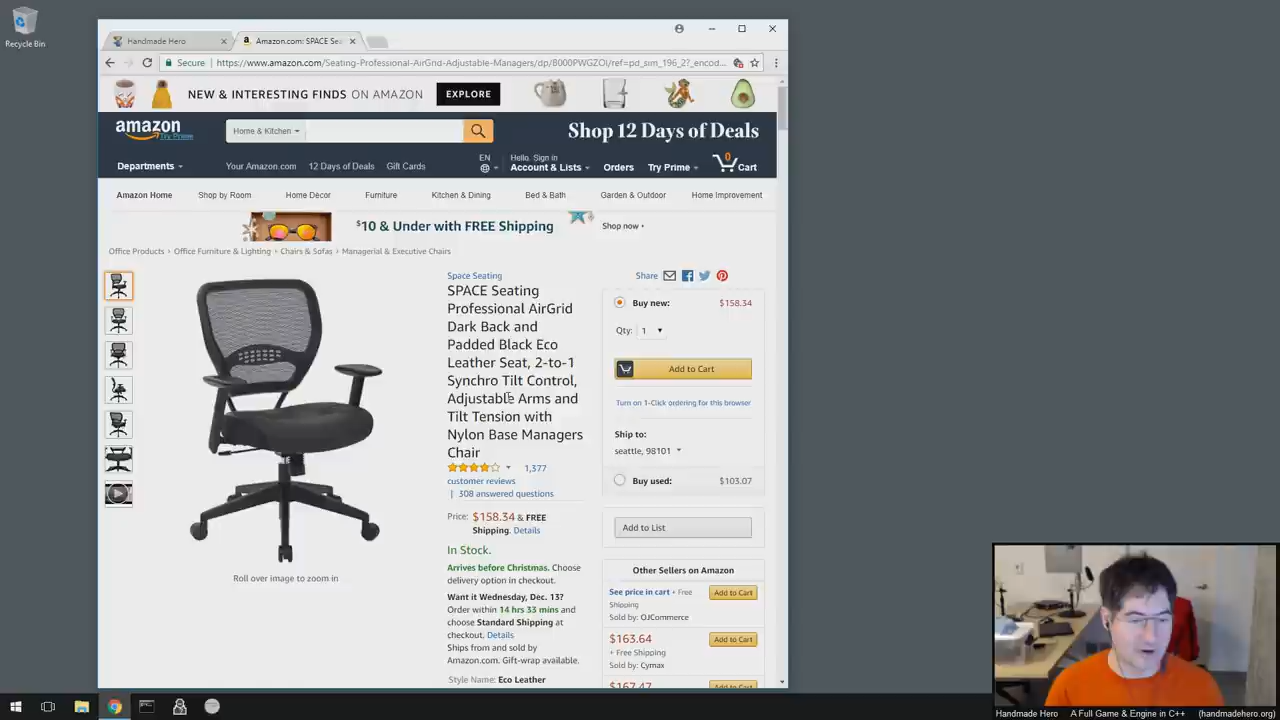 Recycle Bin
Handmade Hero
Amazon.com: SPACE Se
Secure
https://www.amazon.com/Seating-Professional-AirGrid-Adjustable-Managers/dp/B000PWGZOI/ref=pd_sim_196_2?_encod...
NEW & INTERESTING FINDS ON AMAZON
EXPLORE
amazon
Try Prime
Home & Kitchen
Shop 12 Days of Deals
Departments
Your Amazon.com
12 Days of Deals
Gift Cards
EN
Hello. Sign in
Account & Lists
Orders
Try Prime
0
Cart
Amazon Home
Shop by Room
Home Décor
Furniture
Kitchen & Dining
Bed & Bath
Garden & Outdoor
Home Improvement
$10 & Under with FREE Shipping
Shop now ›
Office Products › Office Furniture & Lighting › Chairs & Sofas › Managerial & Executive Chairs
Roll over image to zoom in
Space Seating
SPACE Seating
Professional AirGrid
Dark Back and
Padded Black Eco
Leather Seat, 2-to-1
Synchro Tilt Control,
Adjustable Arms and
Tilt Tension with
Nylon Base Managers
Chair
1,377
customer reviews
| 308 answered questions
Price: $158.34 & FREE
Shipping. Details
In Stock.
Arrives before Christmas. Choose
delivery option in checkout.
Want it Wednesday, Dec. 13?
Order within 14 hrs 33 mins and
choose Standard Shipping at
checkout. Details
Ships from and sold by
Amazon.com. Gift-wrap available.
Style Name: Eco Leather
Share
Buy new: $158.34
Qty: 1
Add to Cart
Turn on 1-Click ordering for this browser
Ship to:
seattle, 98101
Buy used: $103.07
Add to List
Other Sellers on Amazon
See price in cart + Free
Shipping
Add to Cart
Sold by: OJCommerce
$163.64
Add to Cart
+ Free Shipping
Sold by: Cymax
$167.47
Add to Cart
Handmade Hero A Full Game & Engine in C++ (handmadehero.org)